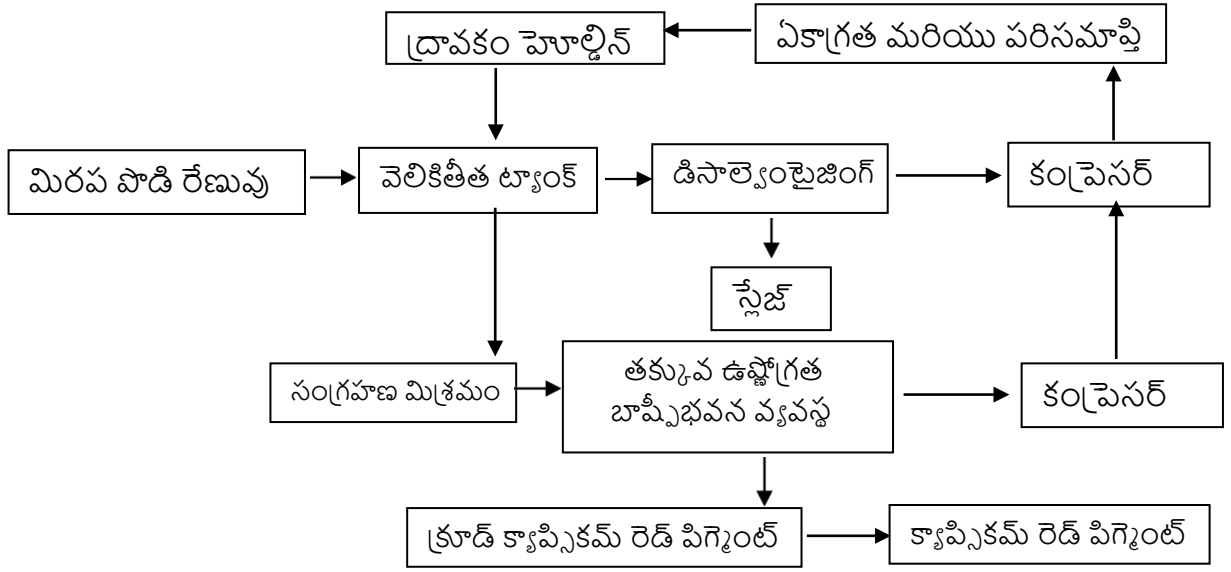 ద్రావకం హెూల్డిన్
ఏకాగ్రత మరియు పరిసమాప్తి
మిరప పొడి రేణువు
వెలికితీత ట్యాంక్
డిసాల్వెంటైజింగ్
కంప్రెసర్
స్లేజ్
సంగ్రహణ మిశ్రమం
తక్కువ ఉష్ణోగ్రత
బాష్పీభవన వ్యవస్థ
కంప్రెసర్
క్రూడ్ క్యాప్సికమ్ రెడ్ పిగ్మెంట్
క్యాప్సికమ్ రెడ్ పిగ్మెంట్